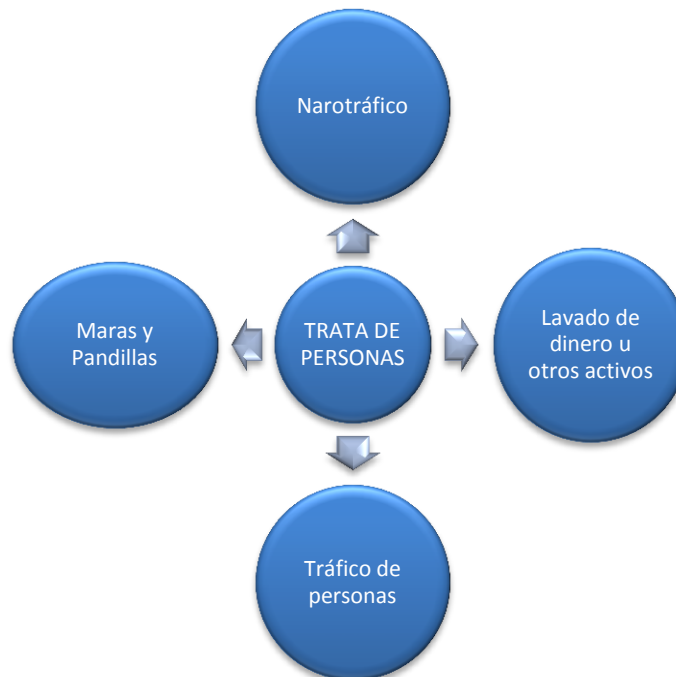 Narotráfico
Maras y
Pandillas
TRATA DE
PERSONAS
Lavado de
dinero u
otros activos
Tráfico de
personas